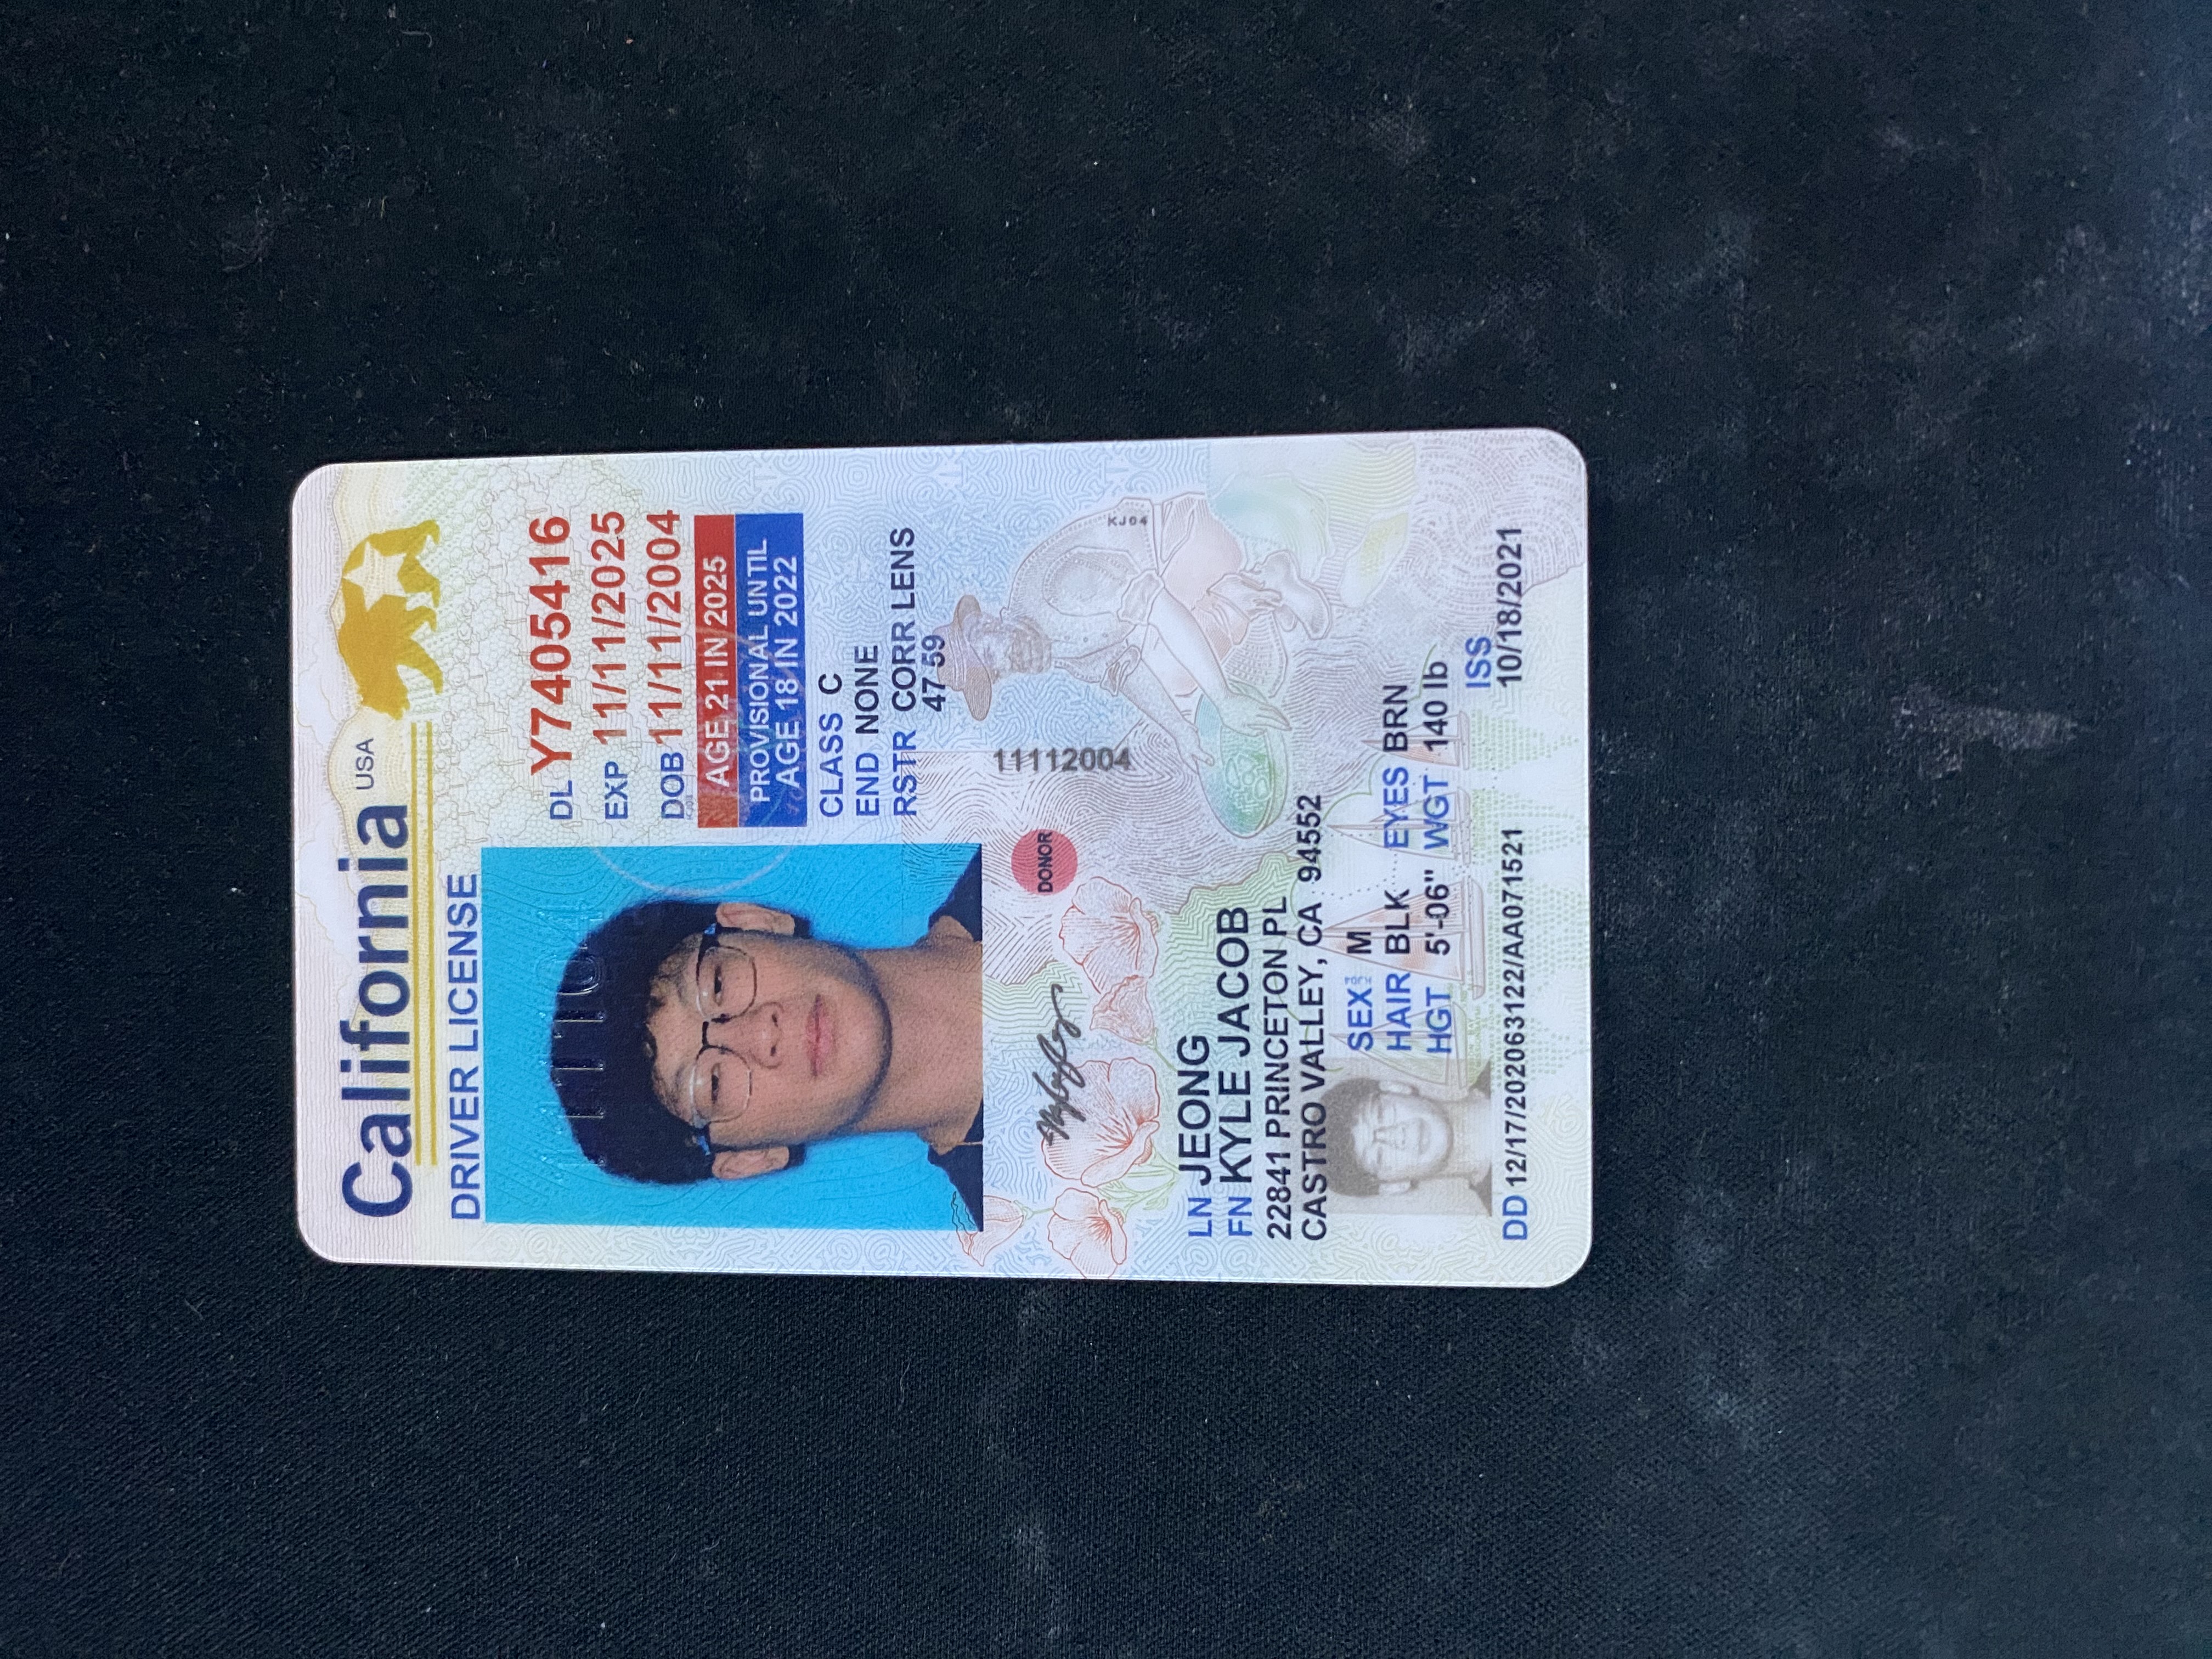 California USA
DRIVER LICENSE
DL Y7405416
EXP 11/11/2025
DOB 11/11/2004
AGE 21 IN 2025
PROVISIONAL UNTIL
AGE 18 IN 2022
CLASS C
END NONE
RSTR CORR LENS
47 59
111104
DONOR
11112004
KJ04
LN JEONG
FN KYLE JACOB
22841 PRINCETON PL
CASTRO VALLEY, CA 94552
SEX M
HAIR BLK EYES BRN
HGT 5'-06" WGT 140 lb
ISS
DD 12/17/202063122/AA071521 10/18/2021